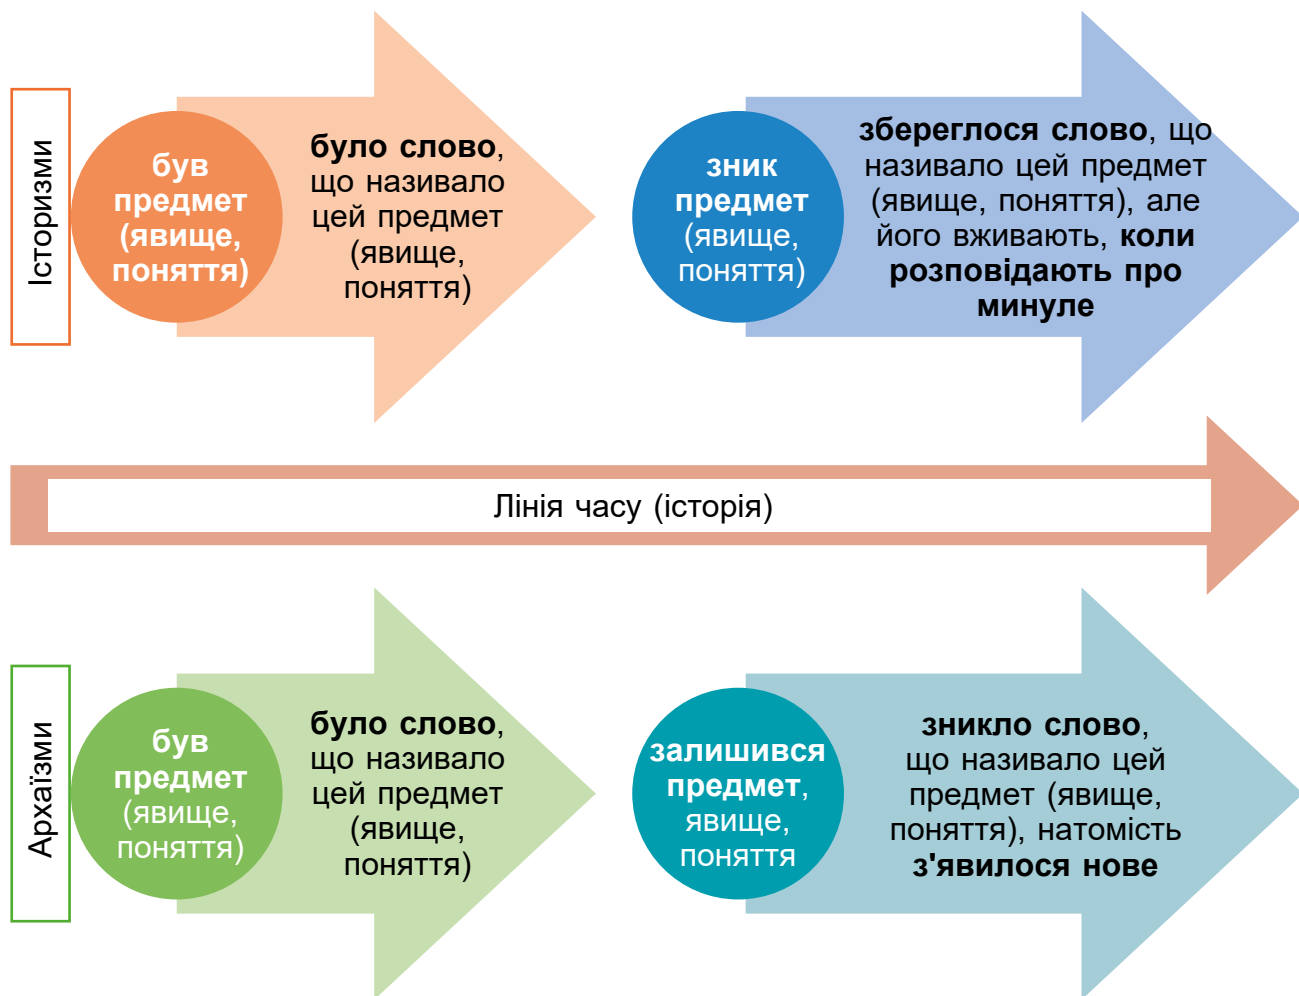 Історизми
був
предмет
(явище,
поняття)
було слово,
що називало
цей предмет
(явище,
поняття)
зник
предмет
(явище,
поняття)
збереглося слово, що
називало цей предмет
(явище, поняття), але
його вживають, коли
розповідають про
минуле
Лінія часу (історія)
Архаїзми
був
предмет
(явище,
поняття)
було слово,
що називало
цей предмет
(явище,
поняття)
залишився
предмет,
явище,
поняття
зникло слово,
що називало цей
предмет (явище,
поняття), натомість
з'явилося нове